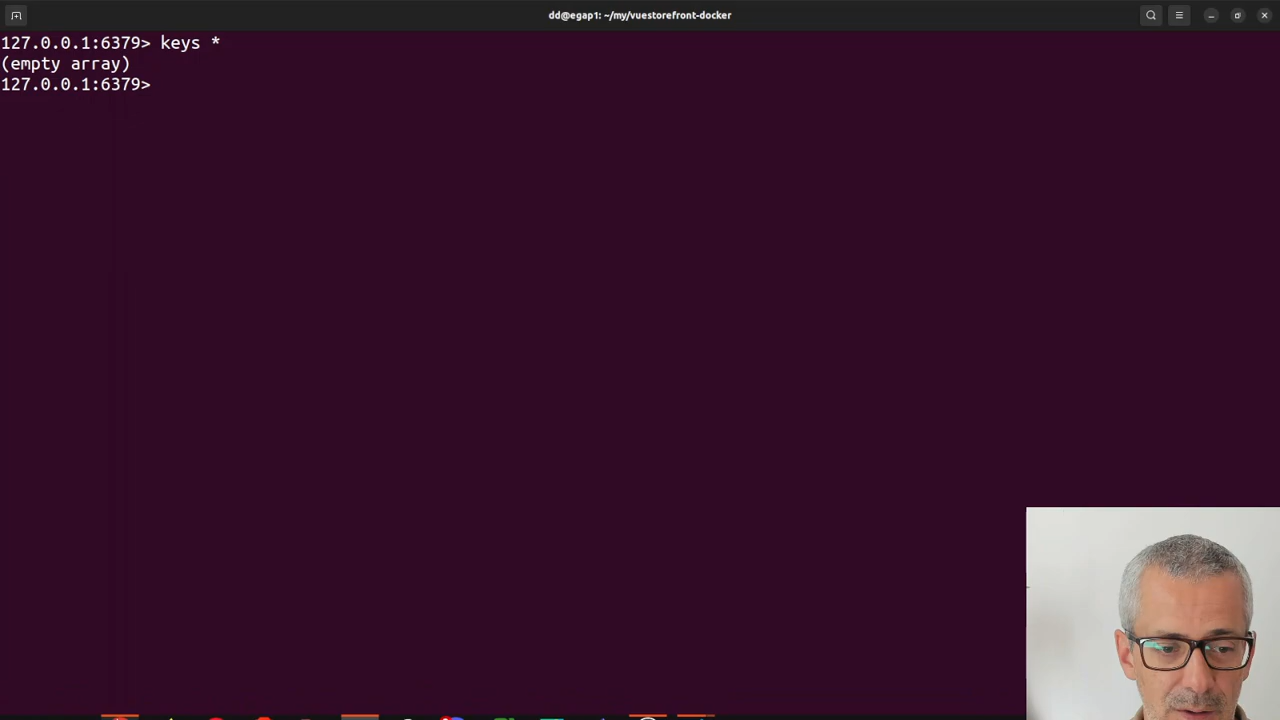 dd@egap1: ~/my/vuestorefront-docker
127.0.0.1:6379> keys *
(empty array)
127.0.0.1:6379>